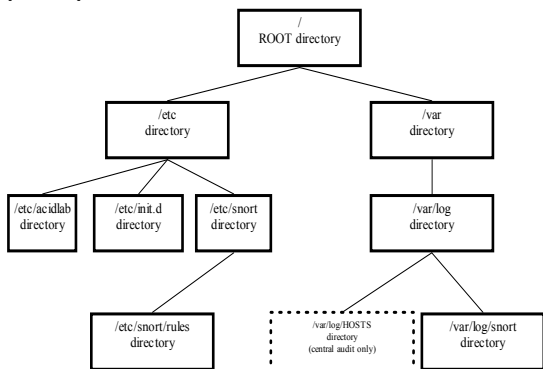 /
ROOT directory
/etc
directory
/var
directory
/etc/acidlab
directory
/etc/init.d
directory
/etc/snort
directory
/var/log
directory
/etc/snort/rules
directory
/var/log/HOSTS
directory
(central audit only)
/var/log/snort
directory